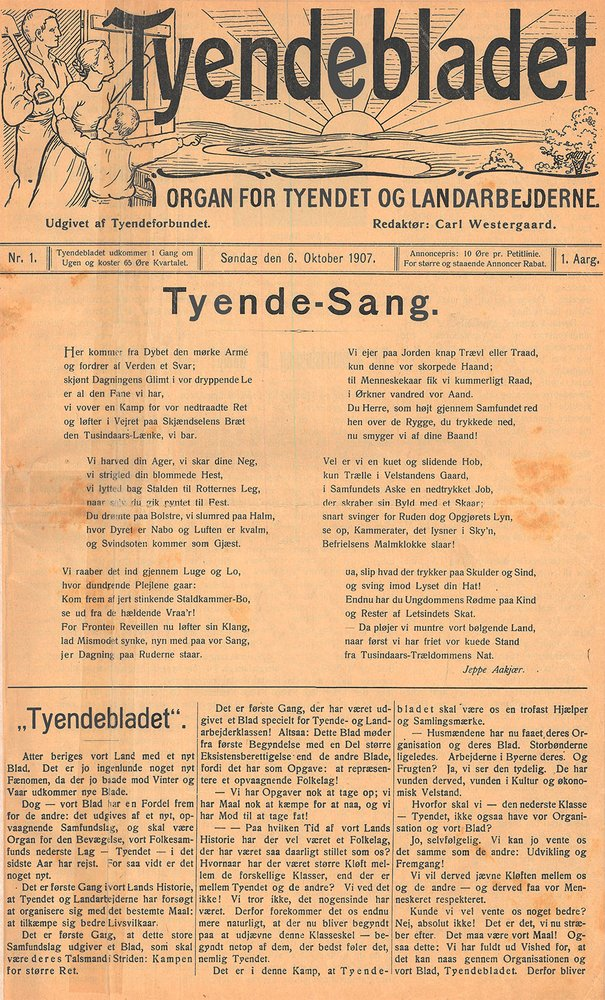 Tyendebladet
ORGAN FOR TYENDET OG LANDARBEJDERNE.
Udgivet af Tyendeforbundet.
Redaktør: Carl Westergaard.
Nr. 1.
Tyendebladet udkommer 1 Gang om
Ugen og koster 65 Øre Kvartalet.
Søndag den 6. Oktober 1907.
Annoncepris: 10 Øre pr. Petitlinie.
For større og staaende Annoncer Rabat.
1. Aarg.
Tyende-Sang.
Her kommer fra Dybet den mørke Armé
og fordrer af Verden et Svar;
skjønt Dagningens Glimt i vor dryppende Le
er al den Fane vi har,
vi vover en Kamp for vor nedtraadte Ret
og løfter i Vejret paa Skjændselens Bræt
den Tusindaars-Lænke, vi bar.
Vi harved din Ager, vi skar dine Neg,
vi strigled din blommede Hest,
vi lytted bag Stalden til Rotternes Leg,
naar selv du gik pyntet til Fest.
Du drømte paa Bolstre, vi slumred paa Halm,
hvor Dyret er Nabo og Luften er kvalm,
og Svindsoten kommer som Gjæst.
Vi raaber det ind gjennem Luge og Lo,
hvor dundrende Plejlene gaar:
Kom frem af jert stinkende Staldkammer-Bo,
se ud fra de hældende Vraa'r!
For Fronten Reveillen nu løfter sin Klang,
lad Mismodet synke, nyn med paa vor Sang,
jer Dagning paa Ruderne staar.
Vi ejer paa Jorden knap Trævl eller Traad,
kun denne vor skorpede Haand;
til Menneskekaar fik vi kummerligt Raad,
i Ørkner vandred vor Aand.
Du Herre, som højt gjennem Samfundet red
hen over de Rygge, du trykkede ned,
nu smyger vi af dine Baand!
Vel er vi en kuet og slidende Hob,
kun Trælle i Velstandens Gaard,
i Samfundets Aske en nedtrykket Job,
der skraber sin Byld med et Skaar;
snart svinger for Ruden dog Opgjørets Lyn,
se op, Kammerater, det lysner i Sky'n,
Befrielsens Malmklokke slaar!
ua, slip hvad der trykker paa Skulder og Sind,
og sving imod Lyset din Hat!
Endnu har du Ungdommens Rødme paa Kind
og Rester af Letsindets Skat.
— Da pløjer vi muntre vort bølgende Land,
naar først vi har friet vor kuede Stand
fra Tusindaars-Trældommens Nat.
Jeppe Aakjær.
„Tyendebladet“.
Atter beriges vort Land med et nyt
Blad. Det er jo ingenlunde noget nyt
Fænomen, da der jo baade mod Vinter og
Vaar udkommer nye Blade.
Dog — vort Blad har en Fordel frem
for de andre: det udgives af et nyt, op-
vaagnende Samfundslag, og skal være
Organ for den Bevægelse, vort Folkesam-
funds nederste Lag — Tyendet — i det
sidste Aar har rejst. For saa vidt er det
noget nyt.
Det er første Gang i vort Lands Historie,
at Tyendet og Landarbejderne har forsøgt
at organisere sig med det bestemte Maal:
at tilkæmpe sig bedre Livsvilkaar.
Det er første Gang, at dette store
Samfundslag udgiver et Blad, som skal
være deres Talsmand i Striden: Kampen
for større Ret.
Det er første Gang, der har været ud-
givet et Blad specielt for Tyende- og Land-
arbejderklassen! Altsaa: Dette Blad møder
fra første Begyndelse med en Del større
Eksistensberettigelse end de andre Blade,
fordi det har som Opgave: at repræsen-
tere et opvaagnende Folkelag!
— Vi har Opgaver nok at tage op; vi
har Maal nok at kæmpe for at naa, og vi
har Mod til at tage fat!
— — Paa hvilken Tid af vort Lands
Historie har der vel været et Folkelag,
der har været saa daarligt stillet som os?
Hvornaar har der været større Kløft mel-
lem de forskellige Klasser, end der er
mellem Tyendet og de andre? Vi ved det
ikke! Vi tror ikke, det nogensinde har
været. Derfor forekommer det os endnu
mere naturligt, at der nu bliver begyndt
paa at udjævne denne Klasseskel — be-
gyndt netop af dem, der bedst føler det,
nemlig Tyendet.
Det er i denne Kamp, at Tyende-
bladet skal være os en trofast Hjælper
og Samlingsmærke.
— Husmændene har nu faaet deres Or-
ganisation og deres Blad. Storbønderne
ligeledes. Arbejderne i Byerne deres. Og
Frugten? Ja, vi ser den tydelig. De har
vunden derved, vunden i Kultur og økono-
misk Velstand.
Hvorfor skal vi — den nederste Klasse
— Tyendet, ikke ogsaa have vor Organi-
sation og vort Blad?
Jo, selvfølgelig. Vi kan jo vente os
det samme som de andre: Udvikling og
Fremgang!
Vi vil derved jævne Kløften mellem os
og de andre — og derved faa vor Men-
neskeret respekteret.
Kunde vi vel vente os noget bedre?
Nej, absolut ikke! Det er det, vi stræ-
ber efter. Det maa være vort Maal! Og-
saa dette: Vi har fuldt ud Vished for, at
det kan naas gennem Organisationen og
vort Blad, Tyendebladet. Derfor bliver